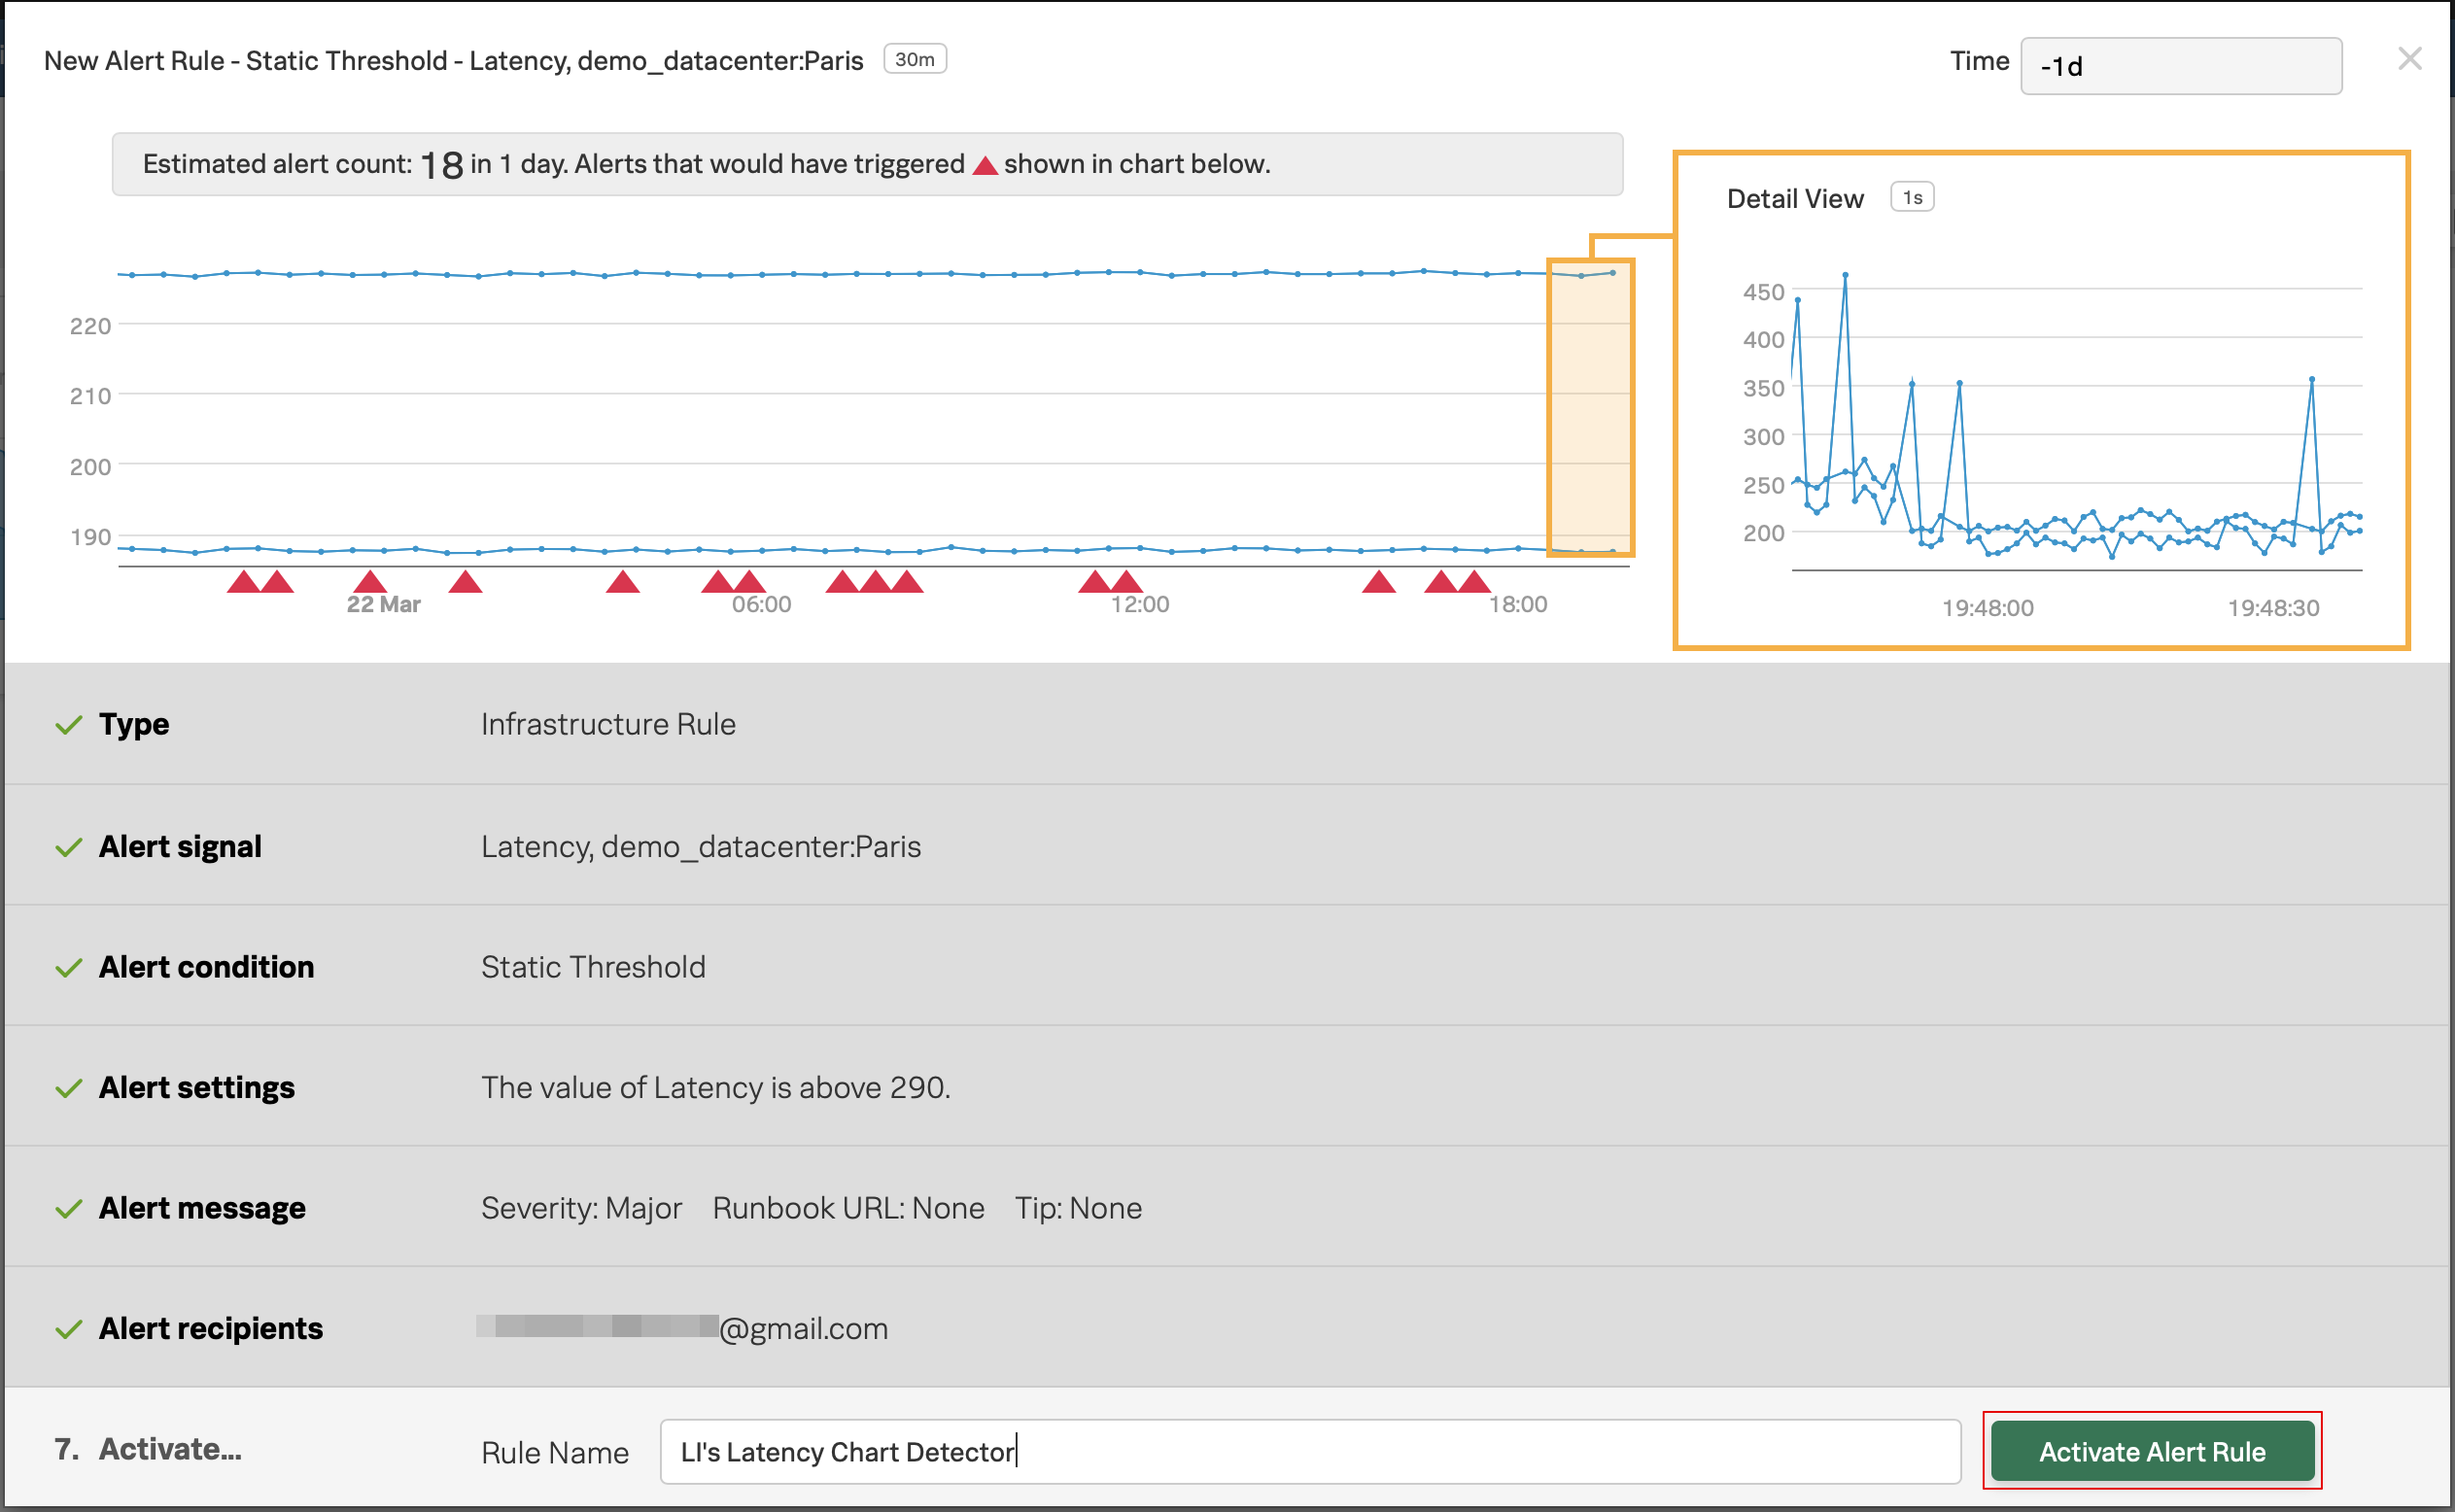 New Alert Rule - Static Threshold - Latency, demo_datacenter:Paris 30m
Time -1d
Estimated alert count: 18 in 1 day. Alerts that would have triggered shown in chart below.
220
210
200
190
22 Mar 06:00 12:00 18:00
Detail View 1s
450
400
350
300
250
200
19:48:00 19:48:30
Type Infrastructure Rule
Alert signal Latency, demo_datacenter:Paris
Alert condition Static Threshold
Alert settings The value of Latency is above 290.
Alert message Severity: Major Runbook URL: None Tip: None
Alert recipients @gmail.com
7. Activate... Rule Name LI's Latency Chart Detector Activate Alert Rule